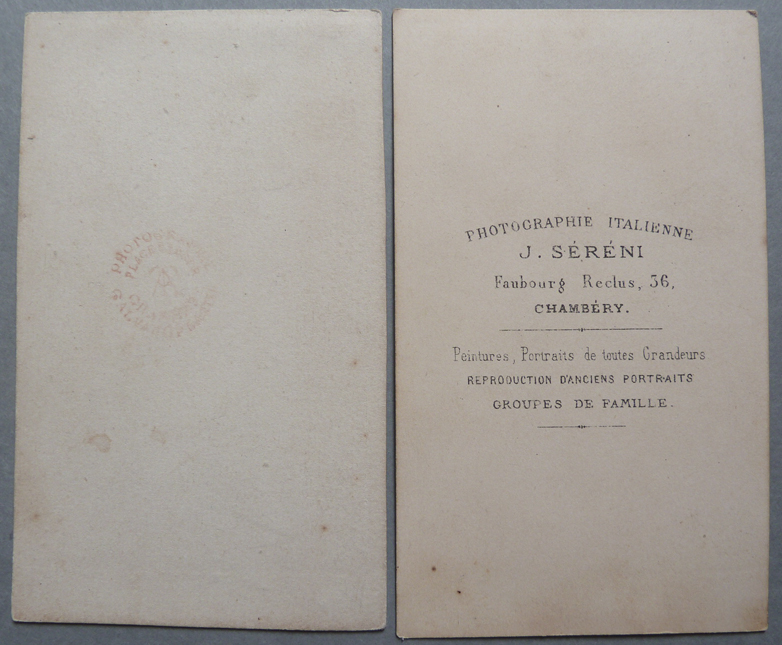 PHOTOGRAPHIE ITALIENNE
J. SÉRÉNI
Faubourg Reclus, 36,
CHAMBÉRY.
Peintures, Portraits de toutes Grandeurs
REPRODUCTION D'ANCIENS PORTRAITS
GROUPES DE FAMILLE.